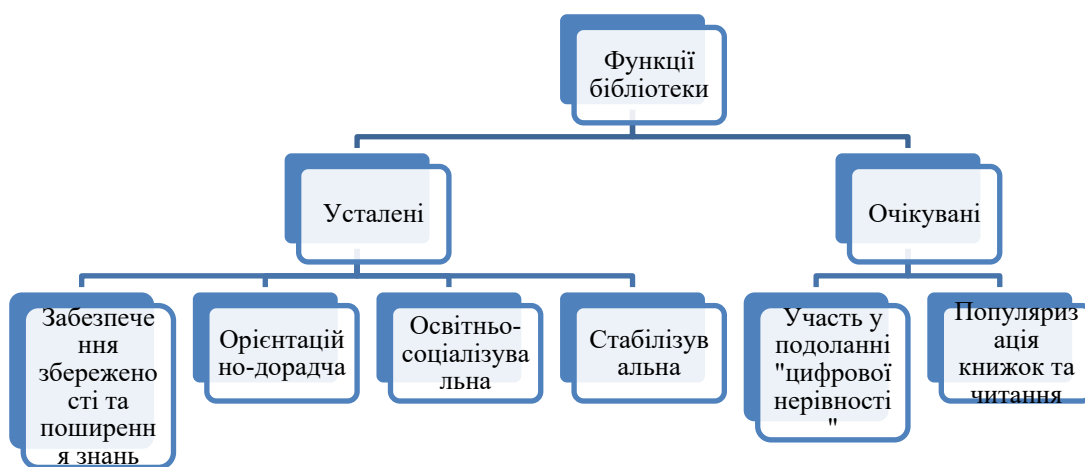 Функції
бібліотеки
Усталені
Очікувані
Забезпече
ння
збережено
сті та
поширенн
я знань
Орієнтацій
но-дорадча
Освітньо-
соціалізува
льна
Стабілізув
альна
Участь у
подоланні
"цифрової
нерівності
"
Популяриз
ація
книжок та
читання